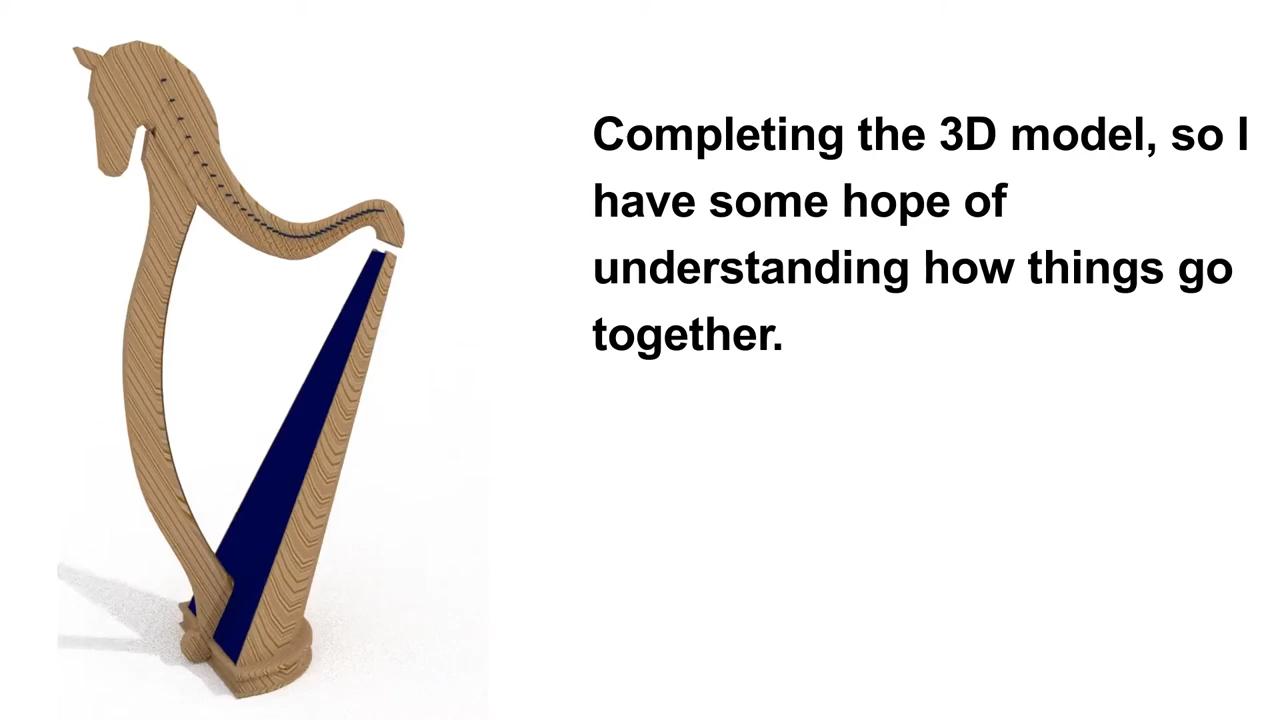 Completing the 3D model, so I
have some hope of
understanding how things go
together.